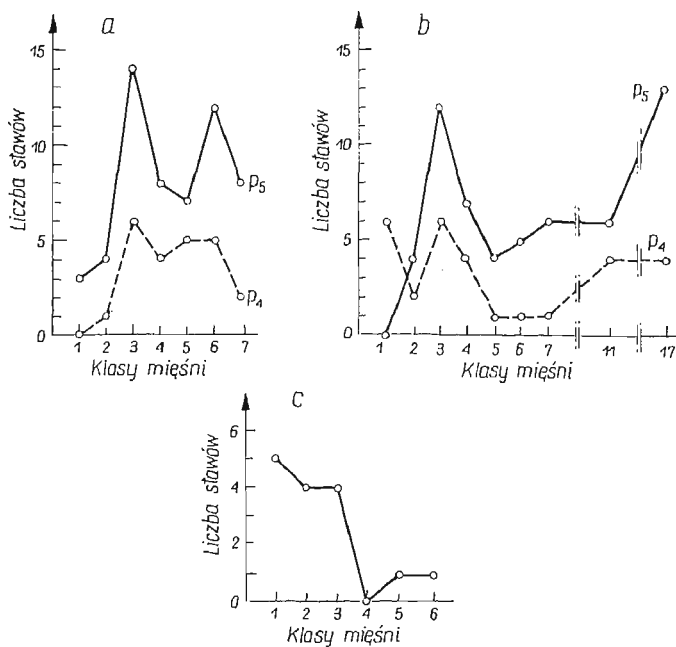 a
15
10
5
0
Liczba stawów
p5
p4
1 2 3 4 5 6 7
Klasy mięśni
b
15
10
5
0
Liczba stawów
p5
p4
1 2 3 4 5 6 7 11 17
Klasy mięśni
c
6
4
2
0
Liczba stawów
1 2 3 4 5 6
Klasy mięśni